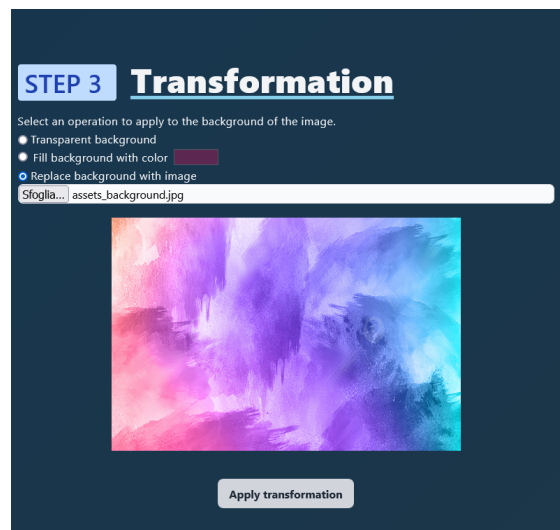 STEP 3 Transformation
Select an operation to apply to the background of the image.
Transparent background
Fill background with color
Replace background with image
Sfoglia... assets_background.jpg
Apply transformation